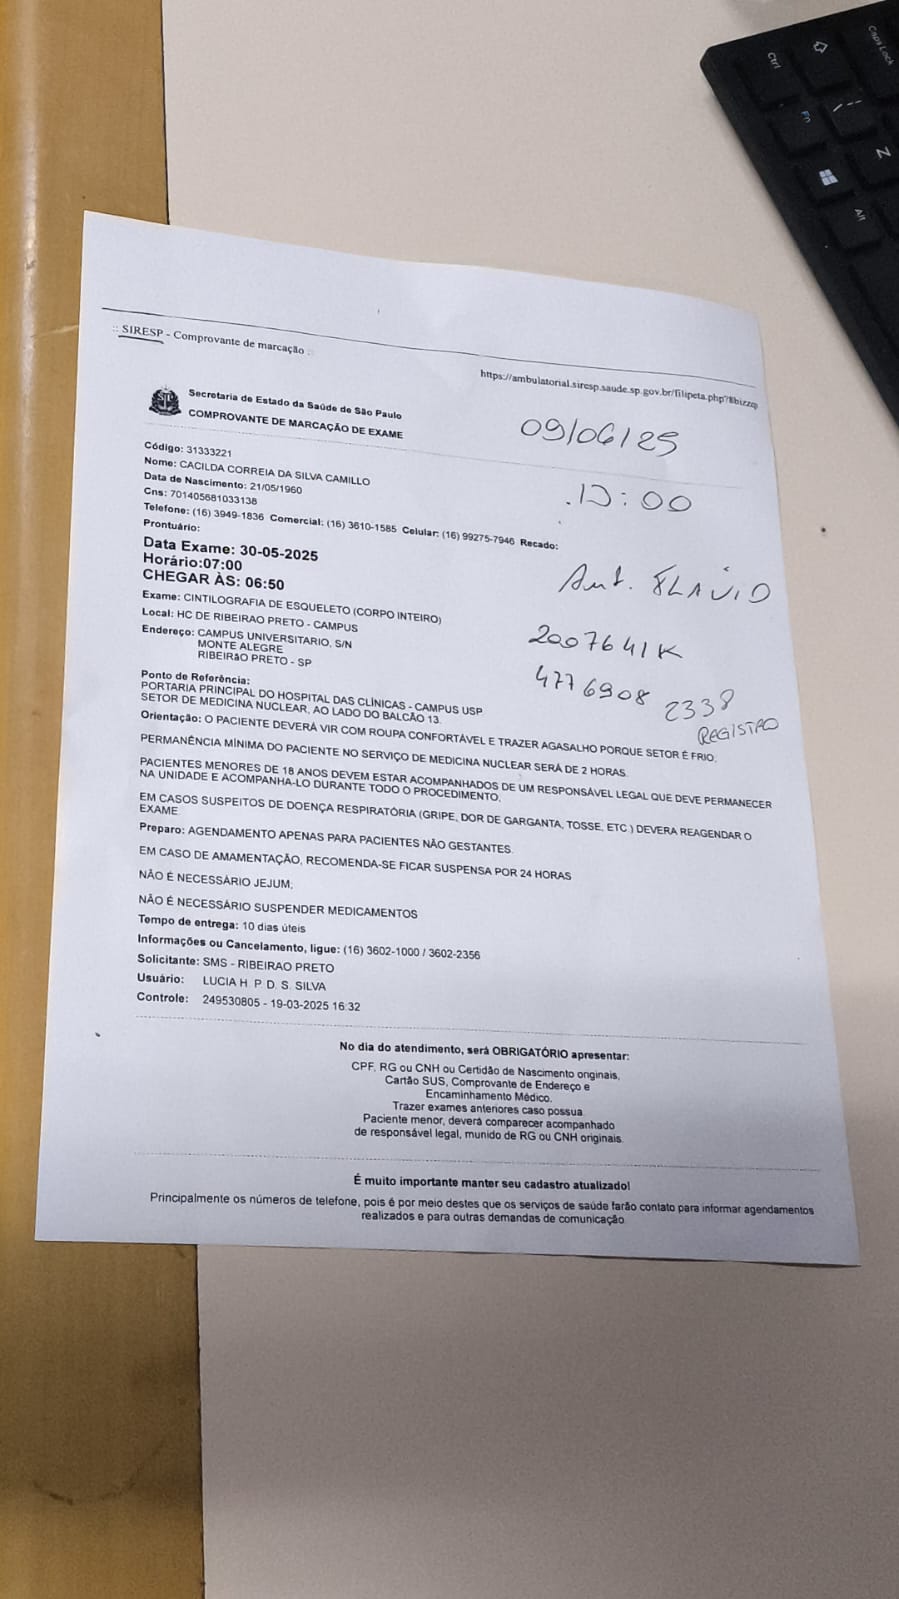 :: SIRESP - Comprovante de marcação ::
https://ambulatorial.siresp.saude.sp.gov.br/filipeta.php?8bizzq
Secretaria de Estado da Saúde de São Paulo
COMPROVANTE DE MARCAÇÃO DE EXAME
09/06/25
Código: 31333221
Nome: CACILDA CORREIA DA SILVA CAMILLO
Data de Nascimento: 21/05/1960
Cns: 701405681033138
Telefone: (16) 3949-1836 Comercial: (16) 3610-1585 Celular: (16) 99275-7946 Recado:
Prontuário:
:00
Data Exame: 30-05-2025
Horário:07:00
CHEGAR ÀS: 06:50
Aut. FLAVIO
Exame: CINTILOGRAFIA DE ESQUELETO (CORPO INTEIRO)
Local: HC DE RIBEIRAO PRETO - CAMPUS
Endereço: CAMPUS UNIVERSITARIO, S/N
MONTE ALEGRE
RIBEIRãO PRETO - SP
2007641K
4776908 2338
REGISTRO
Ponto de Referência:
PORTARIA PRINCIPAL DO HOSPITAL DAS CLÍNICAS - CAMPUS USP
SETOR DE MEDICINA NUCLEAR, AO LADO DO BALCÃO 13.
Orientação: O PACIENTE DEVERÁ VIR COM ROUPA CONFORTÁVEL E TRAZER AGASALHO PORQUE SETOR É FRIO;
PERMANÊNCIA MÍNIMA DO PACIENTE NO SERVIÇO DE MEDICINA NUCLEAR SERÁ DE 2 HORAS.
PACIENTES MENORES DE 18 ANOS DEVEM ESTAR ACOMPANHADOS DE UM RESPONSÁVEL LEGAL QUE DEVE PERMANECER
NA UNIDADE E ACOMPANHA-LO DURANTE TODO O PROCEDIMENTO;
EM CASOS SUSPEITOS DE DOENÇA RESPIRATÓRIA (GRIPE, DOR DE GARGANTA, TOSSE, ETC ) DEVERA REAGENDAR O
EXAME
Preparo: AGENDAMENTO APENAS PARA PACIENTES NÃO GESTANTES.
EM CASO DE AMAMENTAÇÃO, RECOMENDA-SE FICAR SUSPENSA POR 24 HORAS
NÃO É NECESSÁRIO JEJUM;
NÃO É NECESSÁRIO SUSPENDER MEDICAMENTOS
Tempo de entrega: 10 dias úteis
Informações ou Cancelamento, ligue: (16) 3602-1000 / 3602-2356
Solicitante: SMS - RIBEIRAO PRETO
Usuário: LUCIA H. P. D. S. SILVA
Controle: 249530805 - 19-03-2025 16:32
No dia do atendimento, será OBRIGATÓRIO apresentar:
CPF, RG ou CNH ou Certidão de Nascimento originais,
Cartão SUS, Comprovante de Endereço e
Encaminhamento Médico.
Trazer exames anteriores caso possua.
Paciente menor, deverá comparecer acompanhado
de responsável legal, munido de RG ou CNH originais.
É muito importante manter seu cadastro atualizado!
Principalmente os números de telefone, pois é por meio destes que os serviços de saúde farão contato para informar agendamentos
realizados e para outras demandas de comunicação.
Ctrl
Caps Lock
Fn
Z
Alt